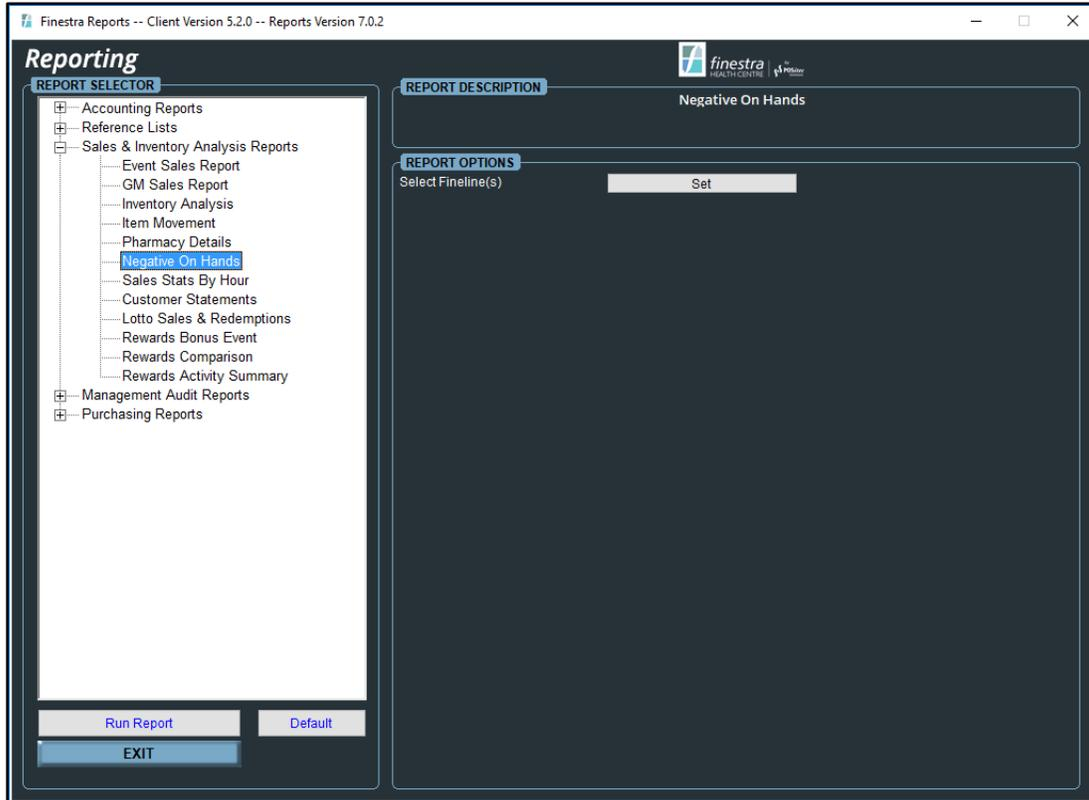 Finestra Reports -- Client Version 5.2.0 -- Reports Version 7.0.2
Reporting
finestra
HEALTH CENTRE
by
POSitec
REPORT SELECTOR
Accounting Reports
Reference Lists
Sales & Inventory Analysis Reports
Event Sales Report
GM Sales Report
Inventory Analysis
Item Movement
Pharmacy Details
Negative On Hands
Sales Stats By Hour
Customer Statements
Lotto Sales & Redemptions
Rewards Bonus Event
Rewards Comparison
Rewards Activity Summary
Management Audit Reports
Purchasing Reports
Run Report
Default
EXIT
REPORT DESCRIPTION
Negative On Hands
REPORT OPTIONS
Select Fineline(s)
Set